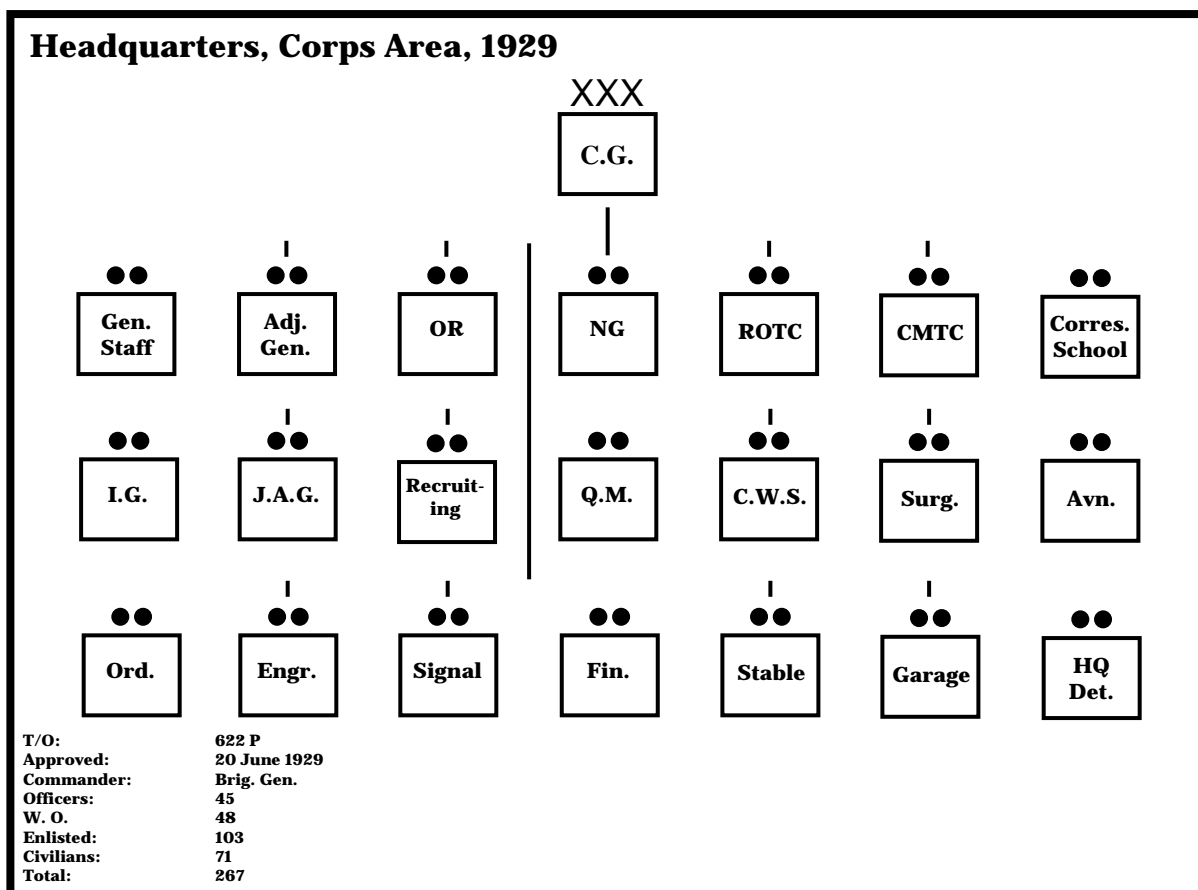 Headquarters, Corps Area, 1929
XXX
C.G.
Gen.
Staff
Adj.
Gen.
OR
NG
ROTC
CMTC
Corres.
School
I.G.
J.A.G.
Recruit-
ing
Q.M.
C.W.S.
Surg.
Avn.
Ord.
Engr.
Signal
Fin.
Stable
Garage
HQ
Det.
T/O: 622 P
Approved: 20 June 1929
Commander: Brig. Gen.
Officers: 45
W. O. 48
Enlisted: 103
Civilians: 71
Total: 267